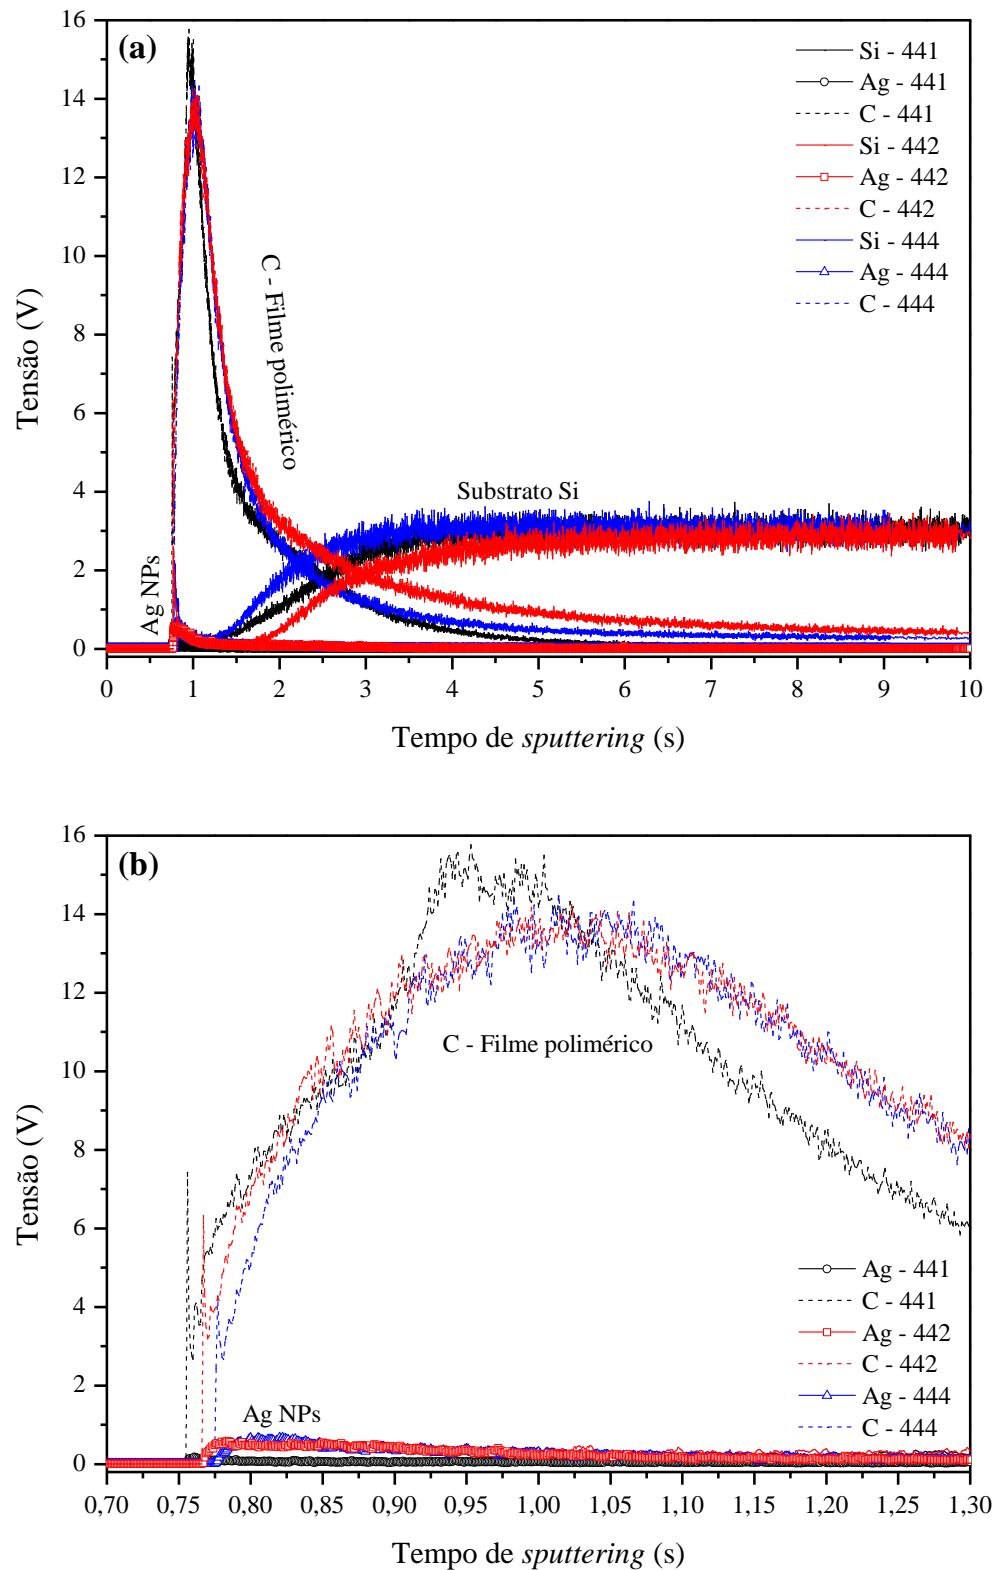 (a)
16
14
12
10
8
6
4
2
0
Tensão (V)
Si - 441
Ag - 441
C - 441
Si - 442
Ag - 442
C - 442
Si - 444
Ag - 444
C - 444
C - Filme polimérico
Substrato Si
Ag NPs
0 1 2 3 4 5 6 7 8 9 10
Tempo de sputtering (s)
(b)
16
14
12
10
8
6
4
2
0
Tensão (V)
C - Filme polimérico
Ag - 441
C - 441
Ag - 442
C - 442
Ag - 444
C - 444
Ag NPs
0,70 0,75 0,80 0,85 0,90 0,95 1,00 1,05 1,10 1,15 1,20 1,25 1,30
Tempo de sputtering (s)